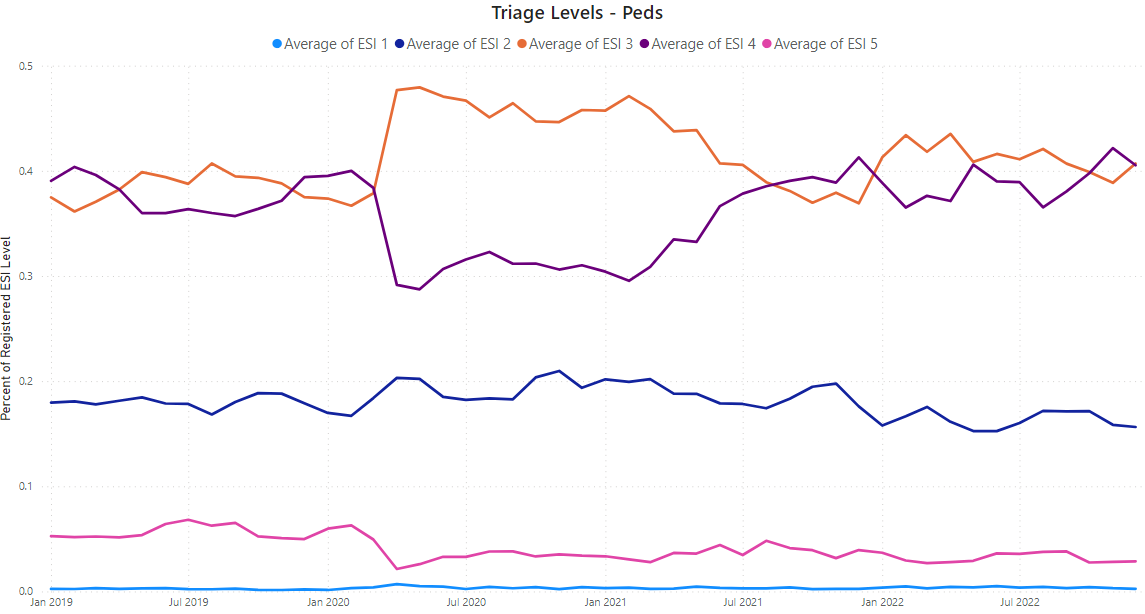 Triage Levels - Peds
Average of ESI 1 Average of ESI 2 Average of ESI 3 Average of ESI 4 Average of ESI 5
Percent of Registered ESI Level
0.5
0.4
0.3
0.2
0.1
0.0
Jan 2019 Jul 2019 Jan 2020 Jul 2020 Jan 2021 Jul 2021 Jan 2022 Jul 2022